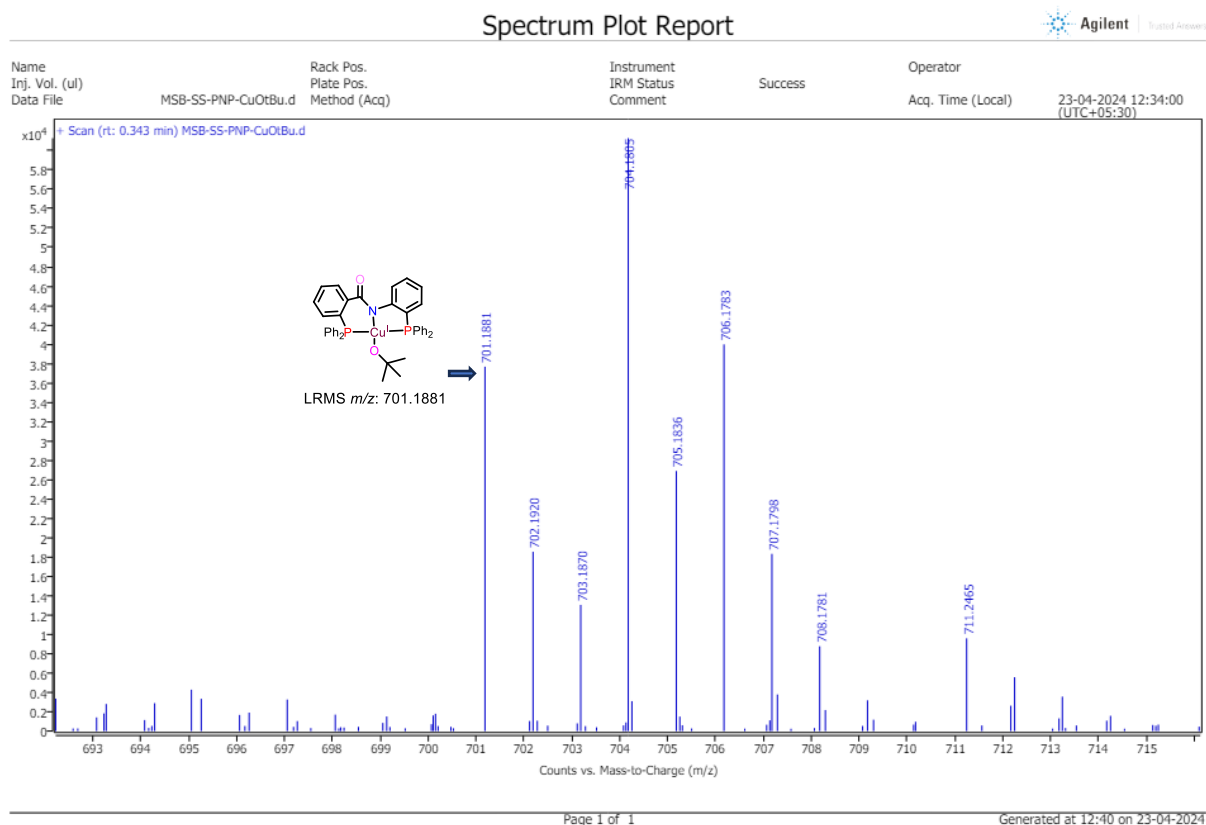 Spectrum Plot Report
Agilent Trusted Answers
Name Rack Pos. Instrument Operator
Inj. Vol. (ul) Plate Pos. IRM Status Success
Data File MSB-SS-PNP-CuOtBu.d Method (Acq) Comment Acq. Time (Local) 23-04-2024 12:34:00
(UTC+05:30)
x10⁴ + Scan (rt: 0.343 min) MSB-SS-PNP-CuOtBu.d
704.1805
5.8
5.6
5.4
5.2
5
4.8
4.6
4.4
4.2
4
3.8
3.6
3.4
3.2
3
2.8
2.6
2.4
2.2
2
1.8
1.6
1.4
1.2
1
0.8
0.6
0.4
0.2
0
O
N
Ph₂P Cuᴵ PPh₂
O
LRMS m/z: 701.1881
701.1881
702.1920
703.1870
705.1836
706.1783
707.1798
708.1781
711.2465
693 694 695 696 697 698 699 700 701 702 703 704 705 706 707 708 709 710 711 712 713 714 715
Counts vs. Mass-to-Charge (m/z)
Page 1 of 1 Generated at 12:40 on 23-04-2024